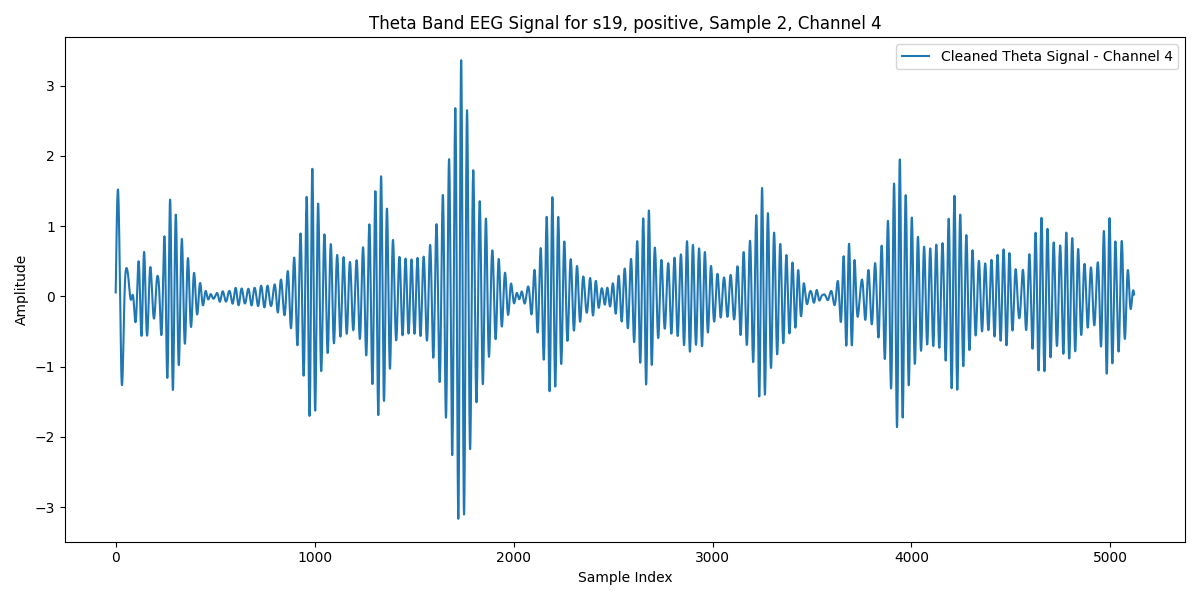 Theta Band EEG Signal for s19, positive, Sample 2, Channel 4
Cleaned Theta Signal - Channel 4
Amplitude
3
2
1
0
−1
−2
−3
0 1000 2000 3000 4000 5000
Sample Index